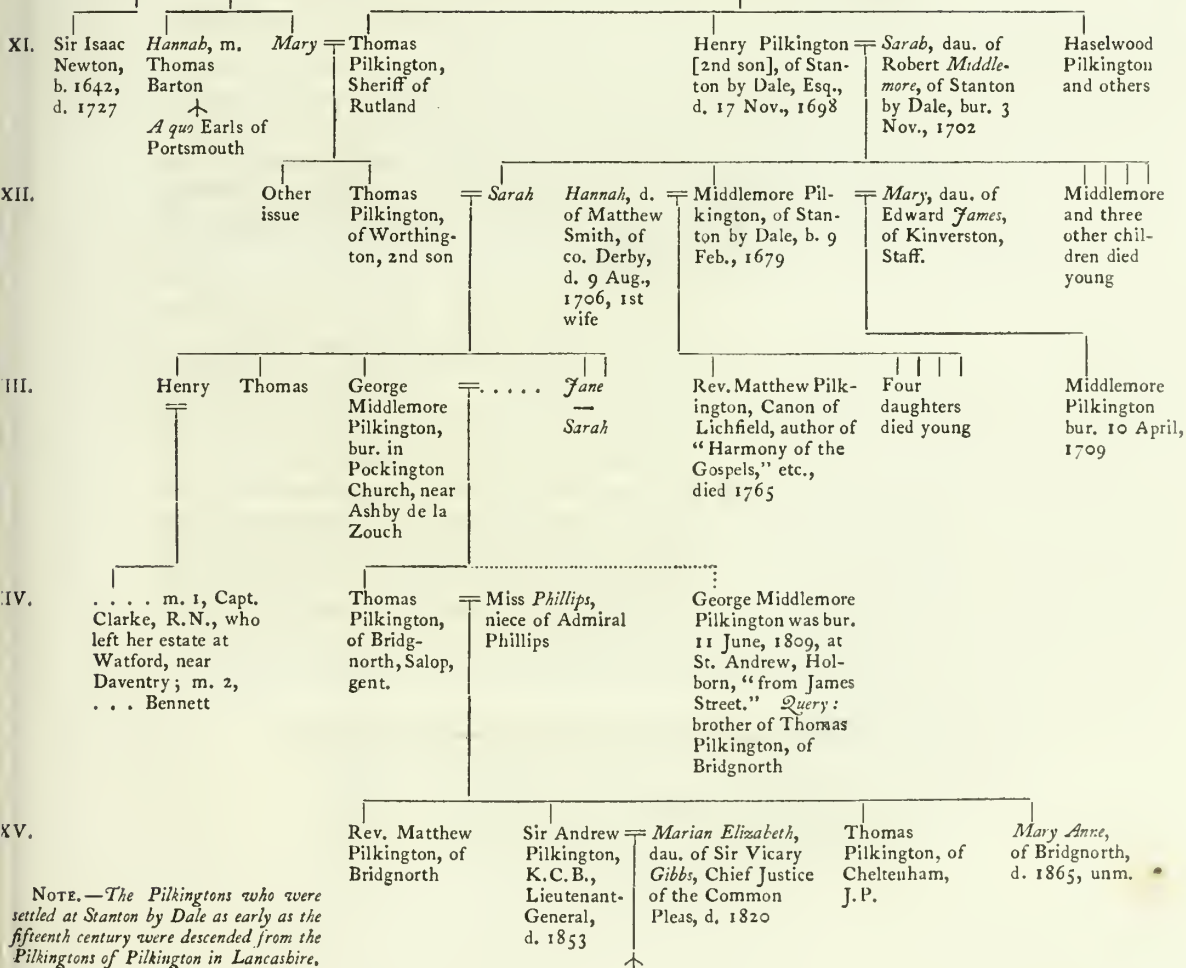 XI.
Sir Isaac
Newton,
b. 1642,
d. 1727
Hannah, m.
Thomas
Barton
A quo Earls of
Portsmouth
Mary = Thomas
Pilkington,
Sheriff of
Rutland
Henry Pilkington =
[2nd son], of Stan-
ton by Dale, Esq.,
d. 17 Nov., 1698
Sarah, dau. of
Robert Middle-
more, of Stanton
by Dale, bur. 3
Nov., 1702
Haselwood
Pilkington
and others
XII.
Other
issue
Thomas
Pilkington,
of Worthing-
ton, 2nd son
= Sarah
Hannah, d.
of Matthew
Smith, of
co. Derby,
d. 9 Aug.,
1706, 1st
wife
= Middlemore Pil-
kington, of Stan-
ton by Dale, b. 9
Feb., 1679
= Mary, dau. of
Edward James,
of Kinverston,
Staff.
Middlemore
and three
other chil-
dren died
young
III.
Henry
=
Thomas
George
Middlemore
Pilkington,
bur. in
Pockington
Church, near
Ashby de la
Zouch
= . . . . .
Jane
—
Sarah
Rev. Matthew Pilk-
ington, Canon of
Lichfield, author of
“Harmony of the
Gospels,” etc.,
died 1765
Four
daughters
died young
Middlemore
Pilkington
bur. 10 April,
1709
IV.
. . . . m. 1, Capt.
Clarke, R.N., who
left her estate at
Watford, near
Daventry; m. 2,
. . . Bennett
Thomas
Pilkington,
of Bridg-
north, Salop,
gent.
= Miss Phillips,
niece of Admiral
Phillips
George Middlemore
Pilkington was bur.
11 June, 1809, at
St. Andrew, Hol-
born, “from James
Street.” Query:
brother of Thomas
Pilkington, of
Bridgnorth
XV.
Rev. Matthew
Pilkington, of
Bridgnorth
Sir Andrew =
Pilkington,
K.C.B.,
Lieutenant-
General,
d. 1853
Marian Elizabeth,
dau. of Sir Vicary
Gibbs, Chief Justice
of the Common
Pleas, d. 1820
Thomas
Pilkington, of
Cheltenham,
J.P.
Mary Anne,
of Bridgnorth,
d. 1865, unm.
NOTE.—The Pilkingtons who were
settled at Stanton by Dale as early as the
fifteenth century were descended from the
Pilkingtons of Pilkington in Lancashire.